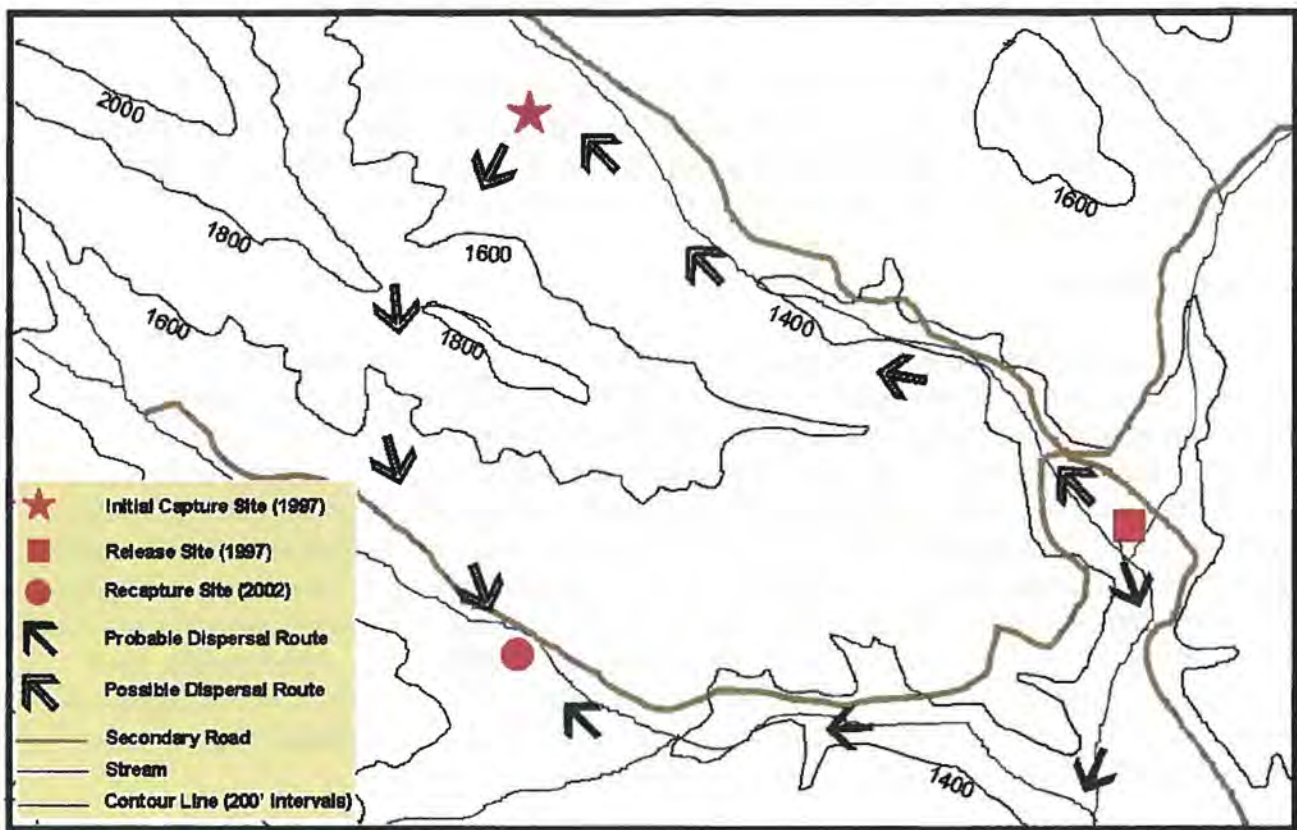 2000
1800
1600
1600
1800
1400
1600
1400
Initial Capture Site (1997)
Release Site (1997)
Recapture Site (2002)
Probable Dispersal Route
Possible Dispersal Route
Secondary Road
Stream
Contour Line (200' Intervals)